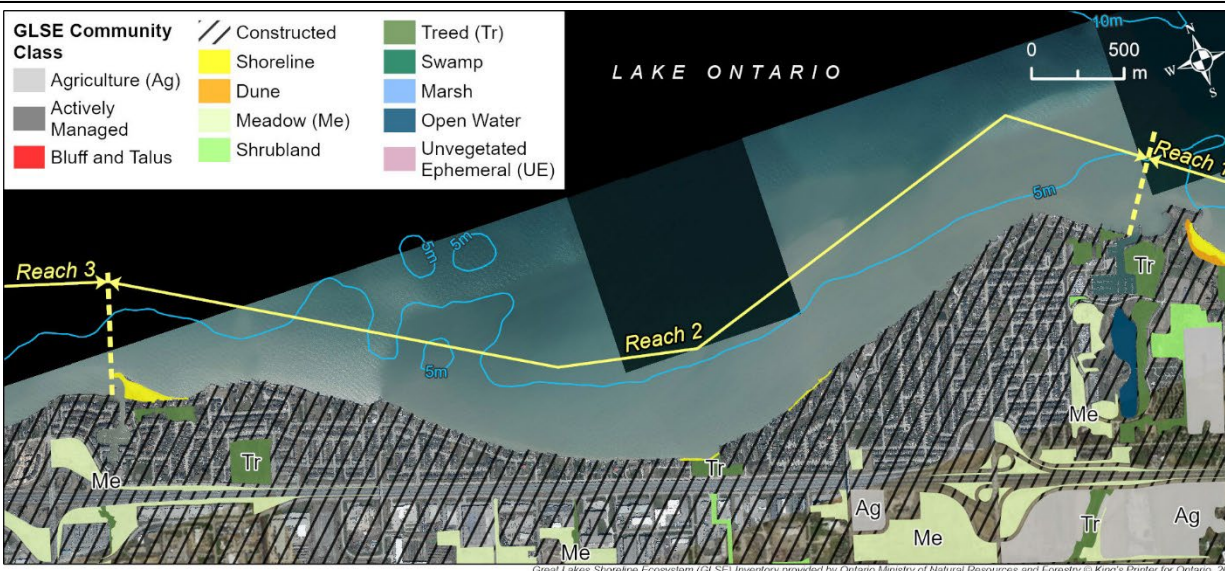 GLSE Community
Class
Agriculture (Ag)
Actively
Managed
Bluff and Talus
Constructed
Shoreline
Dune
Meadow (Me)
Shrubland
Treed (Tr)
Swamp
Marsh
Open Water
Unvegetated
Ephemeral (UE)
LAKE ONTARIO
10m
0 500
m
N
W
E
S
Reach 1
5m
5m
5m
Reach 3
Reach 2
5m
Tr
Me
Tr
Me
Tr
Ag
Me
Tr
Ag
Me
Great Lakes Shoreline Ecosystem (GLSE) Inventory provided by Ontario Ministry of Natural Resources and Forestry © King's Printer for Ontario,